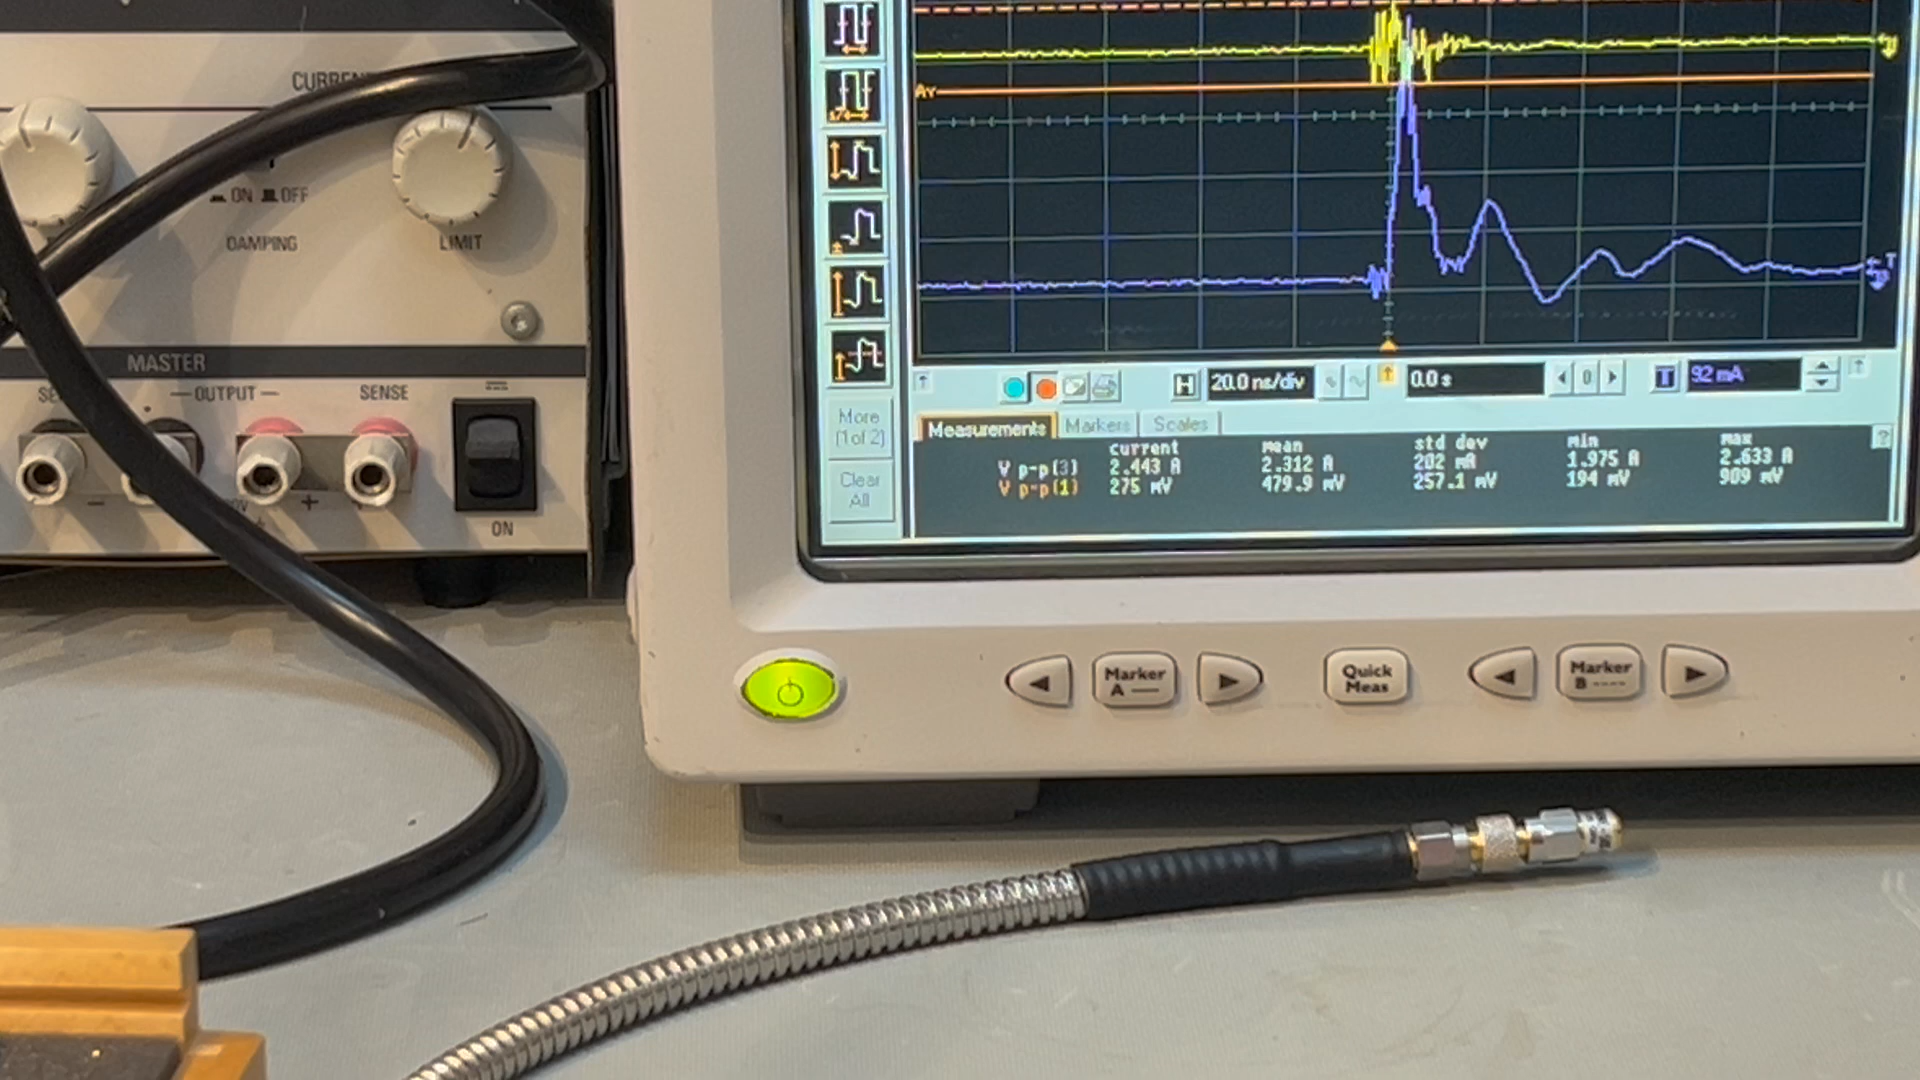 ON OFF
DAMPING
LIMIT
MASTER
OUTPUT
SENSE
− +
ON
Ay
T
H 20.0 ns/div 0.0 s 0 T 92 mA
More
(1of 2)
Clear
All
Measurements Markers Scales ?
current mean std dev min max
V p-p(3) 2.443 A 2.312 A 202 mA 1.975 A 2.633 A
V p-p(1) 275 mV 479.9 mV 257.1 mV 194 mV 909 mV
Marker
A
Quick
Meas
Marker
B